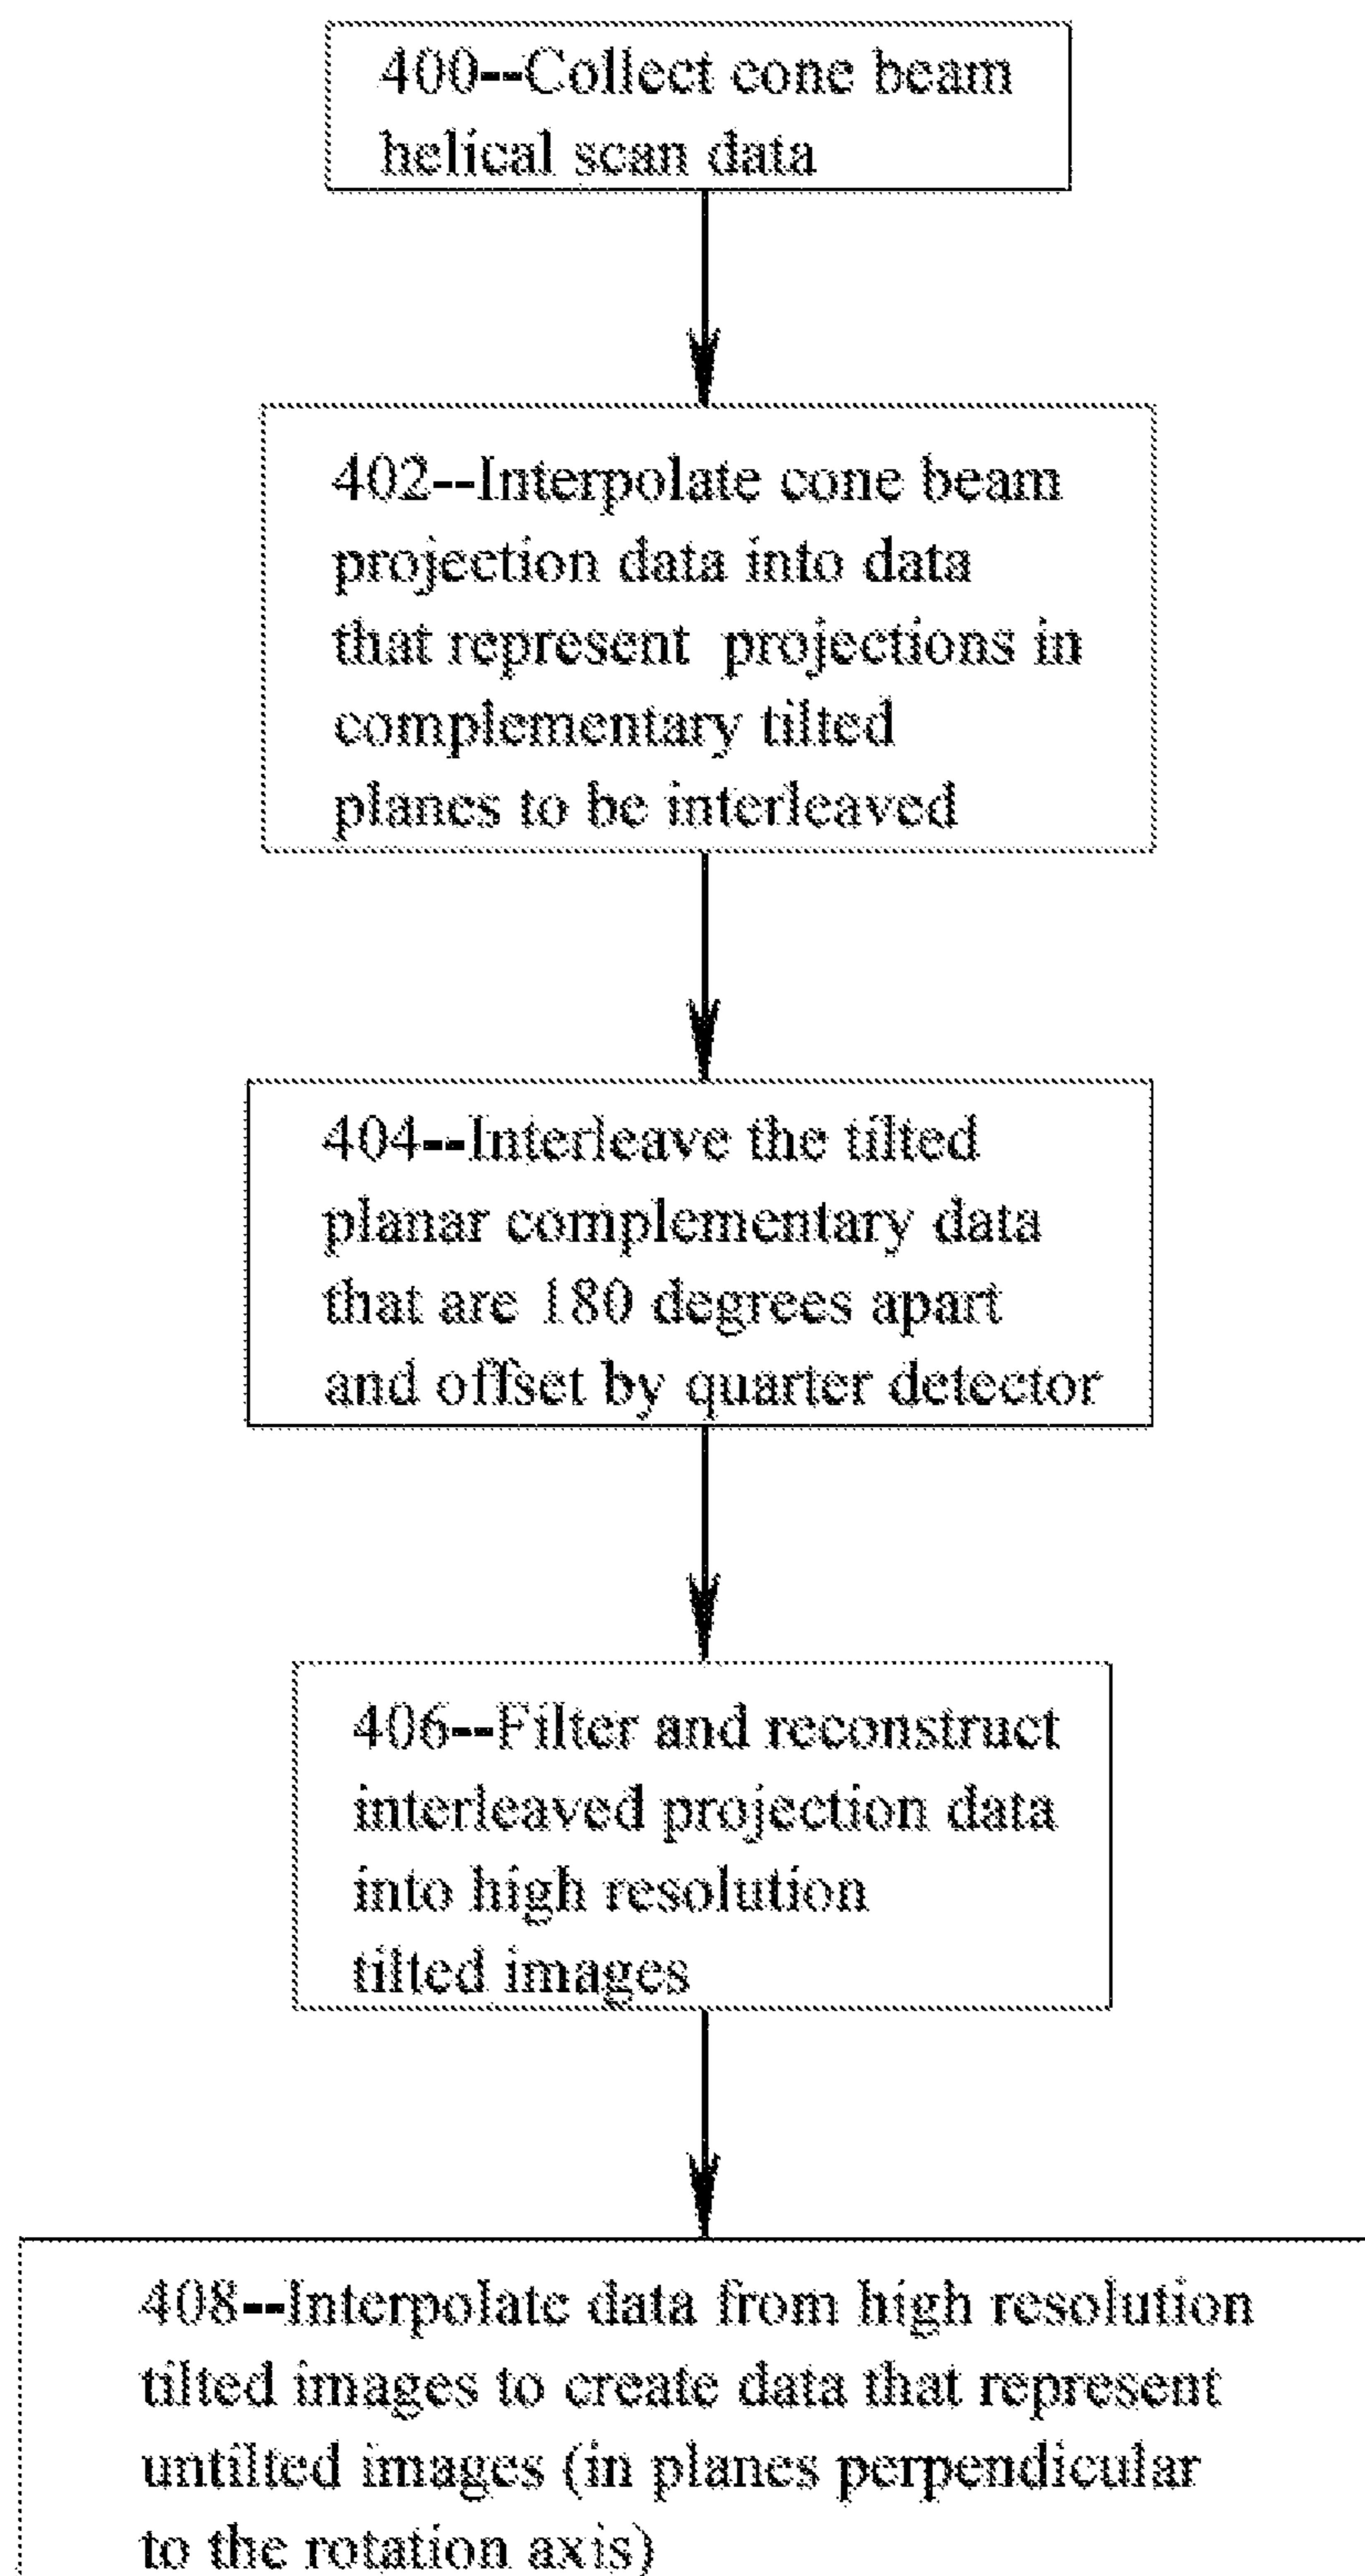 400--Collect cone beam
helical scan data
402--Interpolate cone beam
projection data into data
that represent projections in
complementary tilted
planes to be interleaved
404--Interleave the tilted
planar complementary data
that are 180 degrees apart
and offset by quarter detector
406--Filter and reconstruct
interleaved projection data
into high resolution
tilted images
408--Interpolate data from high resolution
tilted images to create data that represent
untilted images (in planes perpendicular
to the rotation axis)